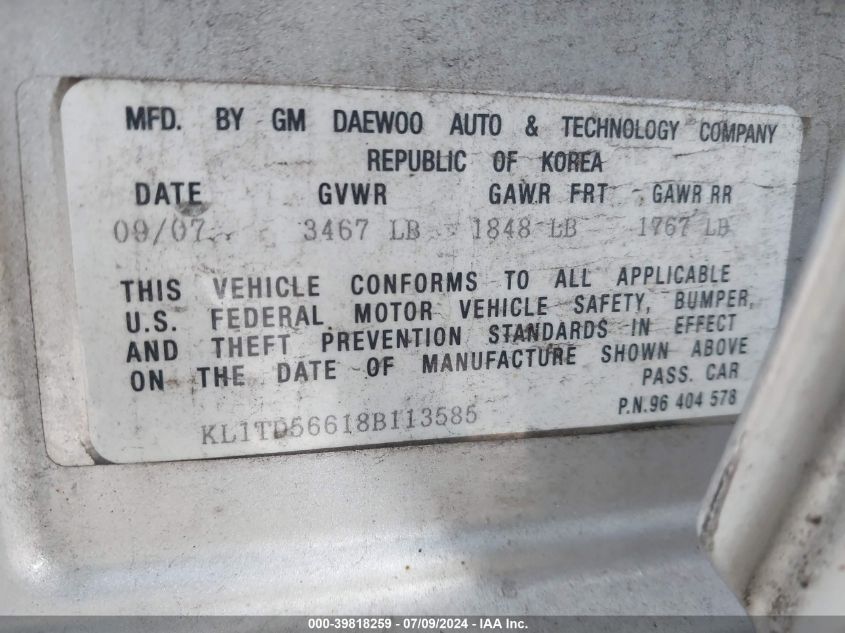 MFD. BY GM DAEWOO AUTO & TECHNOLOGY COMPANY
REPUBLIC OF KOREA
DATE GVWR GAWR FRT GAWR RR
09/07 3467 LB 1848 LB 1767 LB
THIS VEHICLE CONFORMS TO ALL APPLICABLE
U.S. FEDERAL MOTOR VEHICLE SAFETY, BUMPER,
AND THEFT PREVENTION STANDARDS IN EFFECT
ON THE DATE OF MANUFACTURE SHOWN ABOVE
PASS. CAR
KL1TD56618B113585 P.N.96 404 578
000-39818259 - 07/09/2024 - IAA Inc.